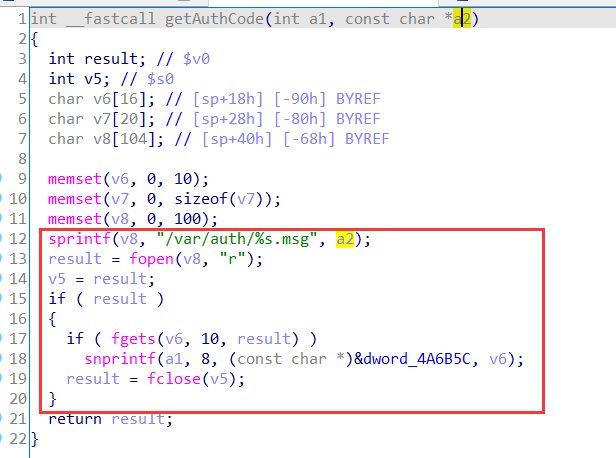 1 int __fastcall getAuthCode(int a1, const char *a2)
2 {
3 int result; // $v0
4 int v5; // $s0
5 char v6[16]; // [sp+18h] [-90h] BYREF
6 char v7[20]; // [sp+28h] [-80h] BYREF
7 char v8[104]; // [sp+40h] [-68h] BYREF
8
9 memset(v6, 0, 10);
10 memset(v7, 0, sizeof(v7));
11 memset(v8, 0, 100);
12 sprintf(v8, "/var/auth/%s.msg", a2);
13 result = fopen(v8, "r");
14 v5 = result;
15 if ( result )
16 {
17 if ( fgets(v6, 10, result) )
18 snprintf(a1, 8, (const char *)&dword_4A6B5C, v6);
19 result = fclose(v5);
20 }
21 return result;
22 }